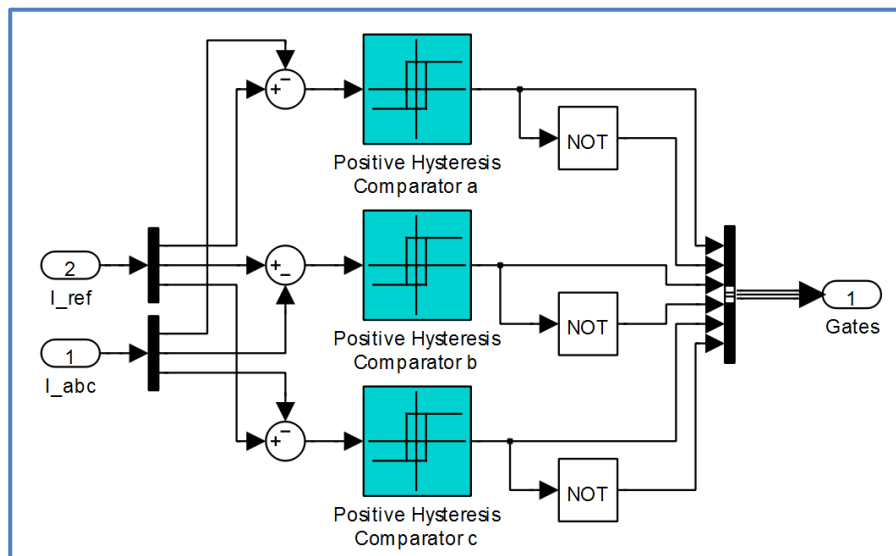 Positive Hysteresis
Comparator a
NOT
2
I_ref
Positive Hysteresis
Comparator b
NOT
1
Gates
1
I_abc
Positive Hysteresis
Comparator c
NOT